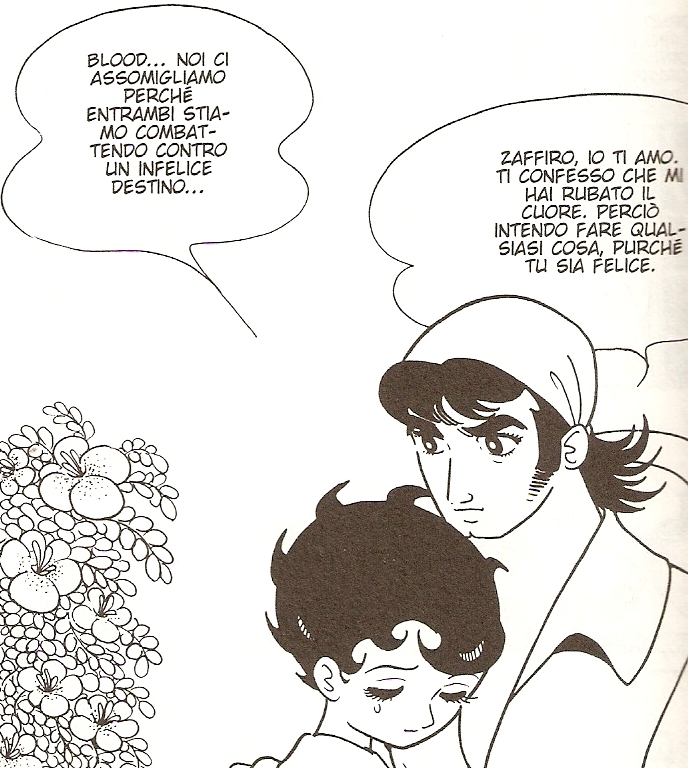 BLOOD... NOI CI
ASSOMIGLIAMO
PERCHÉ
ENTRAMBI STIA-
MO COMBAT-
TENDO CONTRO
UN INFELICE
DESTINO...
ZAFFIRO, IO TI AMO.
TI CONFESSO CHE MI
HAI RUBATO IL
CUORE. PERCIÒ
INTENDO FARE QUAL-
SIASI COSA, PURCHÉ
TU SIA FELICE.